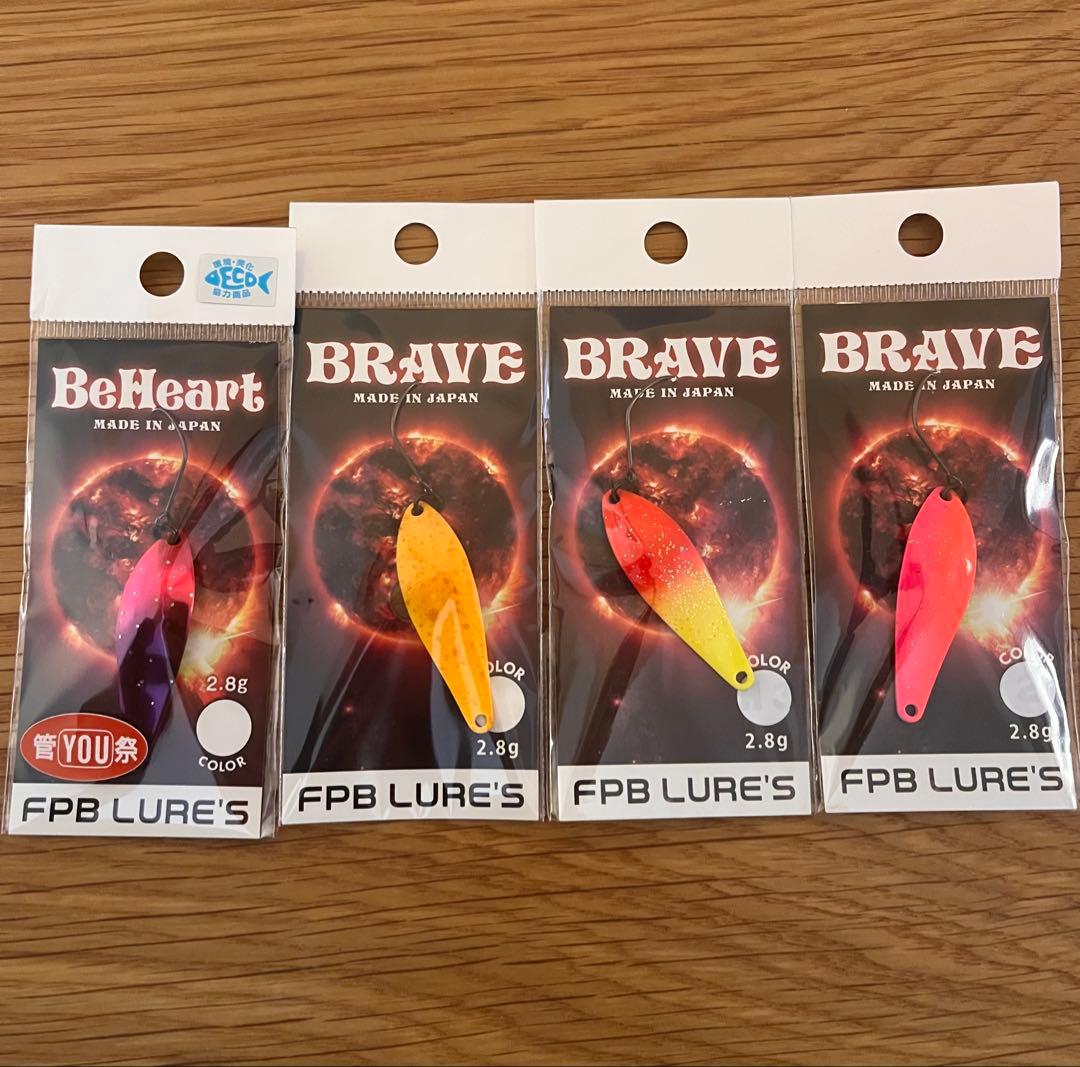 環境・美化
ECO
協力商品
BeHeart
MADE IN JAPAN
2.8g
COLOR
管YOU祭
FPB LURE'S
BRAVE
MADE IN JAPAN
COLOR
2.8g
FPB LURE'S
BRAVE
MADE IN JAPAN
COLOR
2.8g
FPB LURE'S
BRAVE
MADE IN JAPAN
COLOR
2.8g
FPB LURE'S